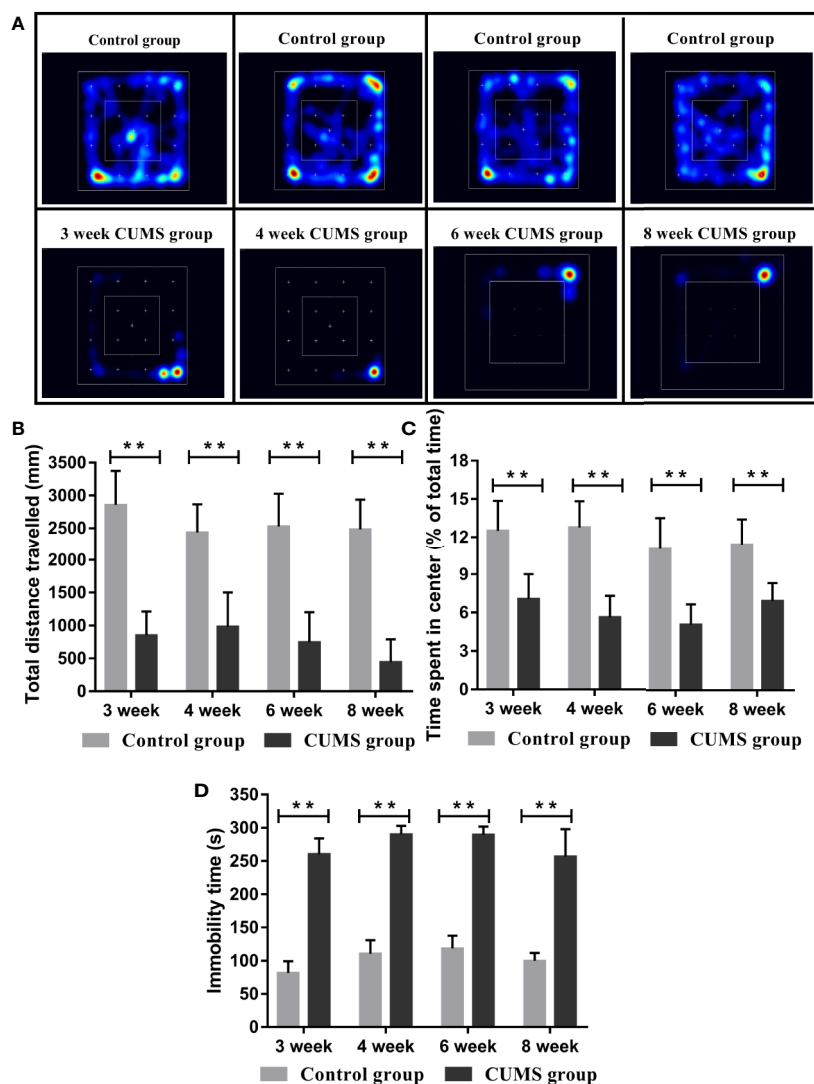 A
Control group
Control group
Control group
Control group
3 week CUMS group
4 week CUMS group
6 week CUMS group
8 week CUMS group
B
Total distance travelled (mm)
3500
3000
2500
2000
1500
1000
500
0
** ** ** **
3 week 4 week 6 week 8 week
Control group CUMS group
C
Time spent in center (% of total time)
18
15
12
9
6
3
0
** ** ** **
3 week 4 week 6 week 8 week
Control group CUMS group
D
Immobility time (s)
350
300
250
200
150
100
50
0
** ** ** **
3 week 4 week 6 week 8 week
Control group CUMS group